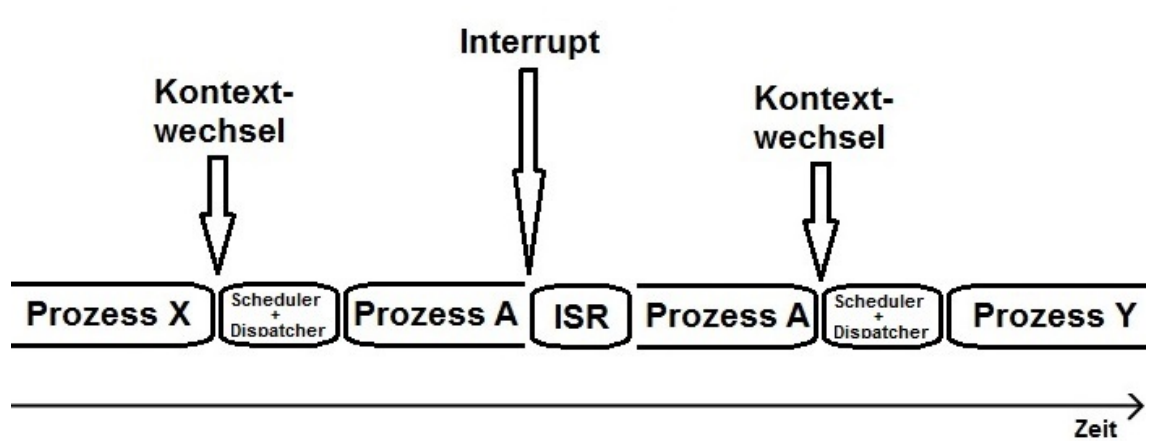 Interrupt
Kontext-
wechsel
Kontext-
wechsel
Prozess X
Scheduler
+
Dispatcher
Prozess A
ISR
Prozess A
Scheduler
+
Dispatcher
Prozess Y
Zeit